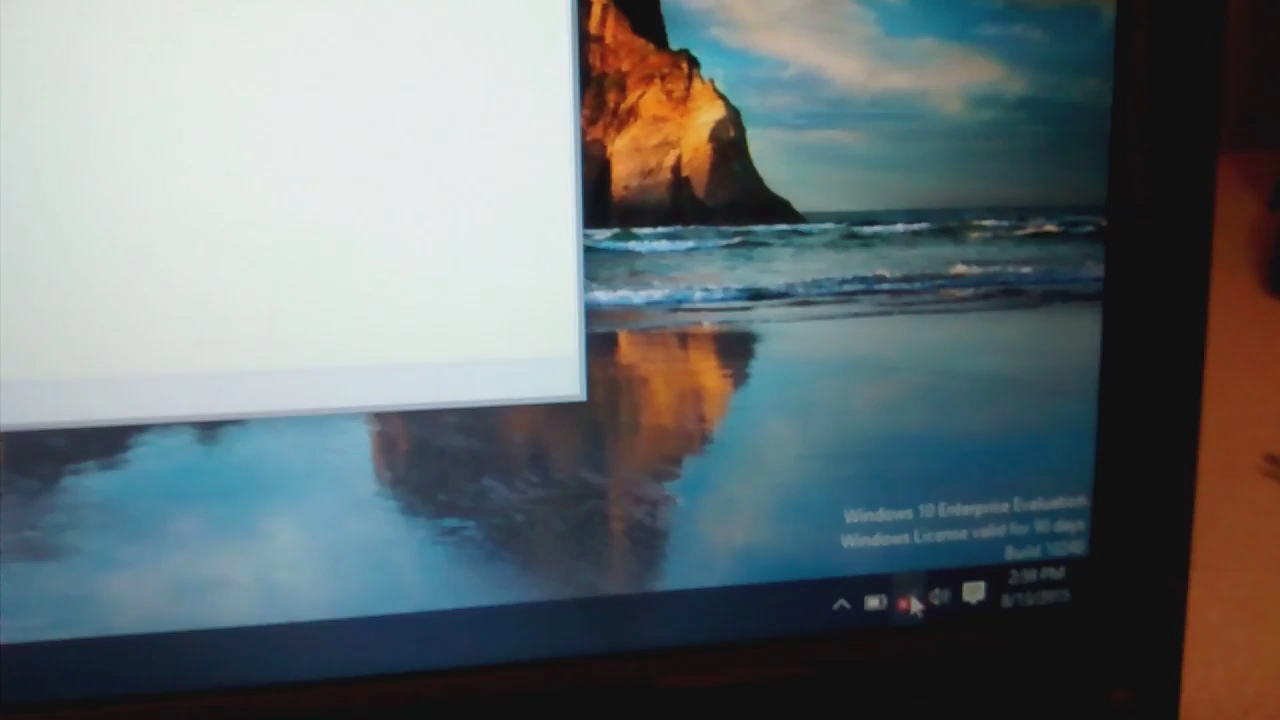 Windows 10 Enterprise Evaluation
Windows License valid for 90 days
Build 10240
2:59 PM